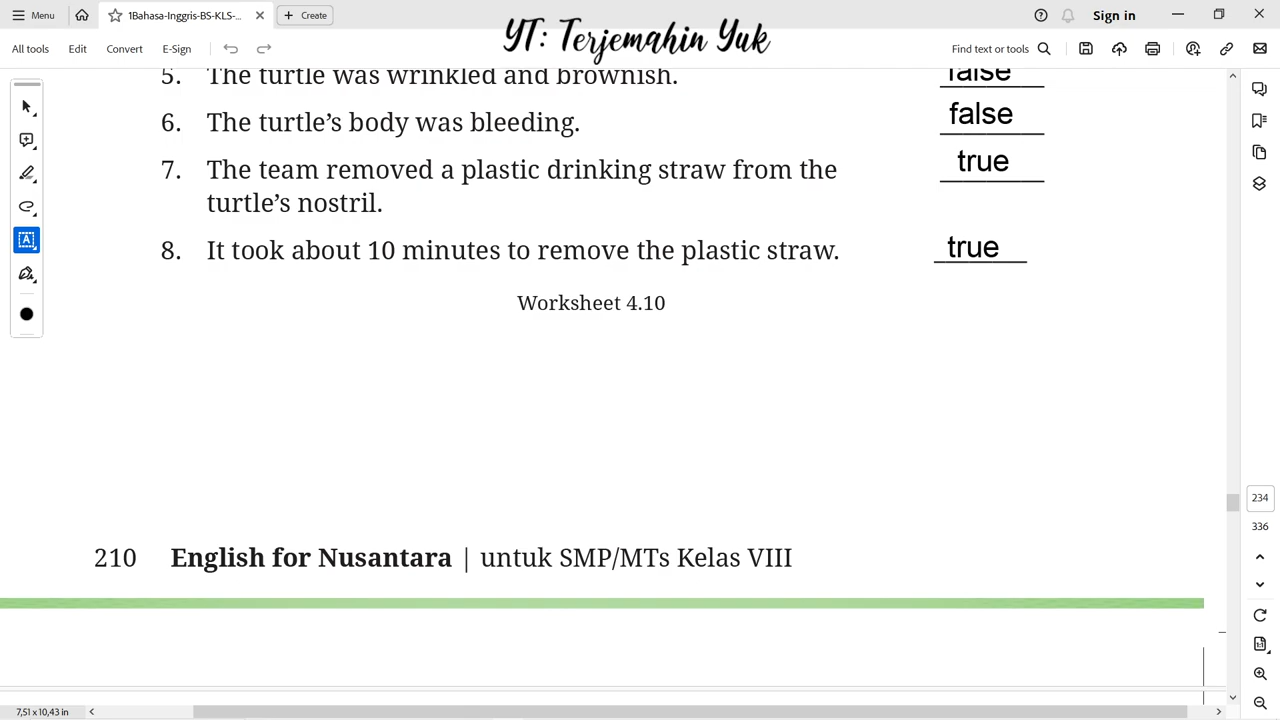 Menu
1Bahasa-Inggris-BS-KLS-...
Create
Sign in
All tools
Edit
Convert
E-Sign
YT: Terjemahin Yuk
Find text or tools
5. The turtle was wrinkled and brownish. false
6. The turtle’s body was bleeding. false
7. The team removed a plastic drinking straw from the true
turtle’s nostril.
8. It took about 10 minutes to remove the plastic straw. true
Worksheet 4.10
234
336
210 English for Nusantara | untuk SMP/MTs Kelas VIII
7,51 x 10,43 in